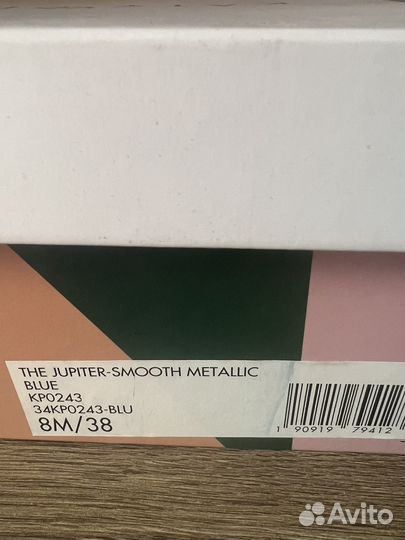 THE JUPITER-SMOOTH METALLIC
BLUE
KP0243
34KP0243-BLU
8M/38
1 90919 79412
Avito